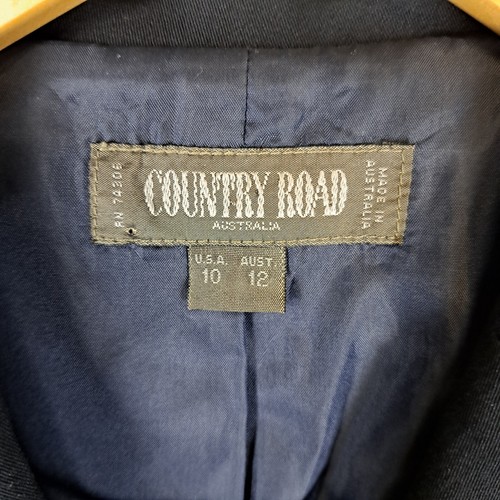 RN 74306
COUNTRY ROAD
AUSTRALIA
MADE IN
AUSTRALIA
U.S.A. AUST.
10 12